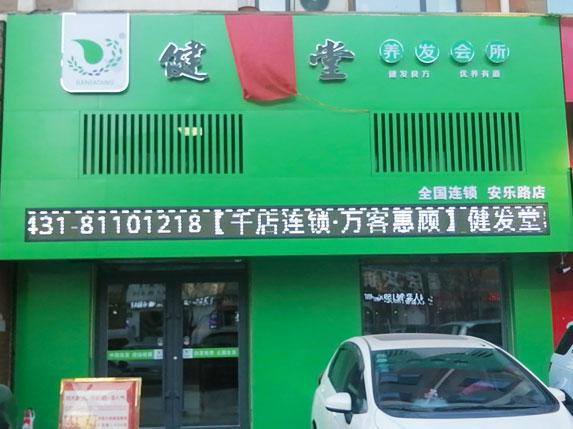 JIANFATANG
健 堂
养发会所
健发良方 优养有道
全国连锁 安乐路店
431-81101218【千店连锁·万客惠顾】健发堂